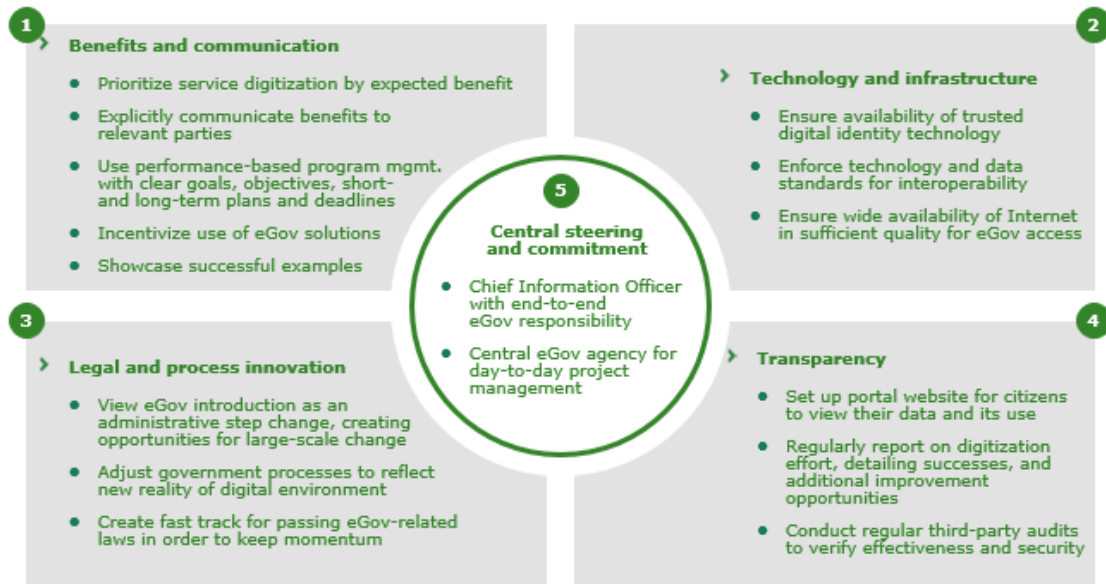 1
Benefits and communication
• Prioritize service digitization by expected benefit
• Explicitly communicate benefits to
relevant parties
• Use performance-based program mgmt.
with clear goals, objectives, short-
and long-term plans and deadlines
• Incentivize use of eGov solutions
• Showcase successful examples
2
Technology and infrastructure
• Ensure availability of trusted
digital identity technology
• Enforce technology and data
standards for interoperability
• Ensure wide availability of Internet
in sufficient quality for eGov access
5
Central steering
and commitment
• Chief Information Officer
with end-to-end
eGov responsibility
• Central eGov agency for
day-to-day project
management
3
Legal and process innovation
• View eGov introduction as an
administrative step change, creating
opportunities for large-scale change
• Adjust government processes to reflect
new reality of digital environment
• Create fast track for passing eGov-related
laws in order to keep momentum
4
Transparency
• Set up portal website for citizens
to view their data and its use
• Regularly report on digitization
effort, detailing successes, and
additional improvement
opportunities
• Conduct regular third-party audits
to verify effectiveness and security